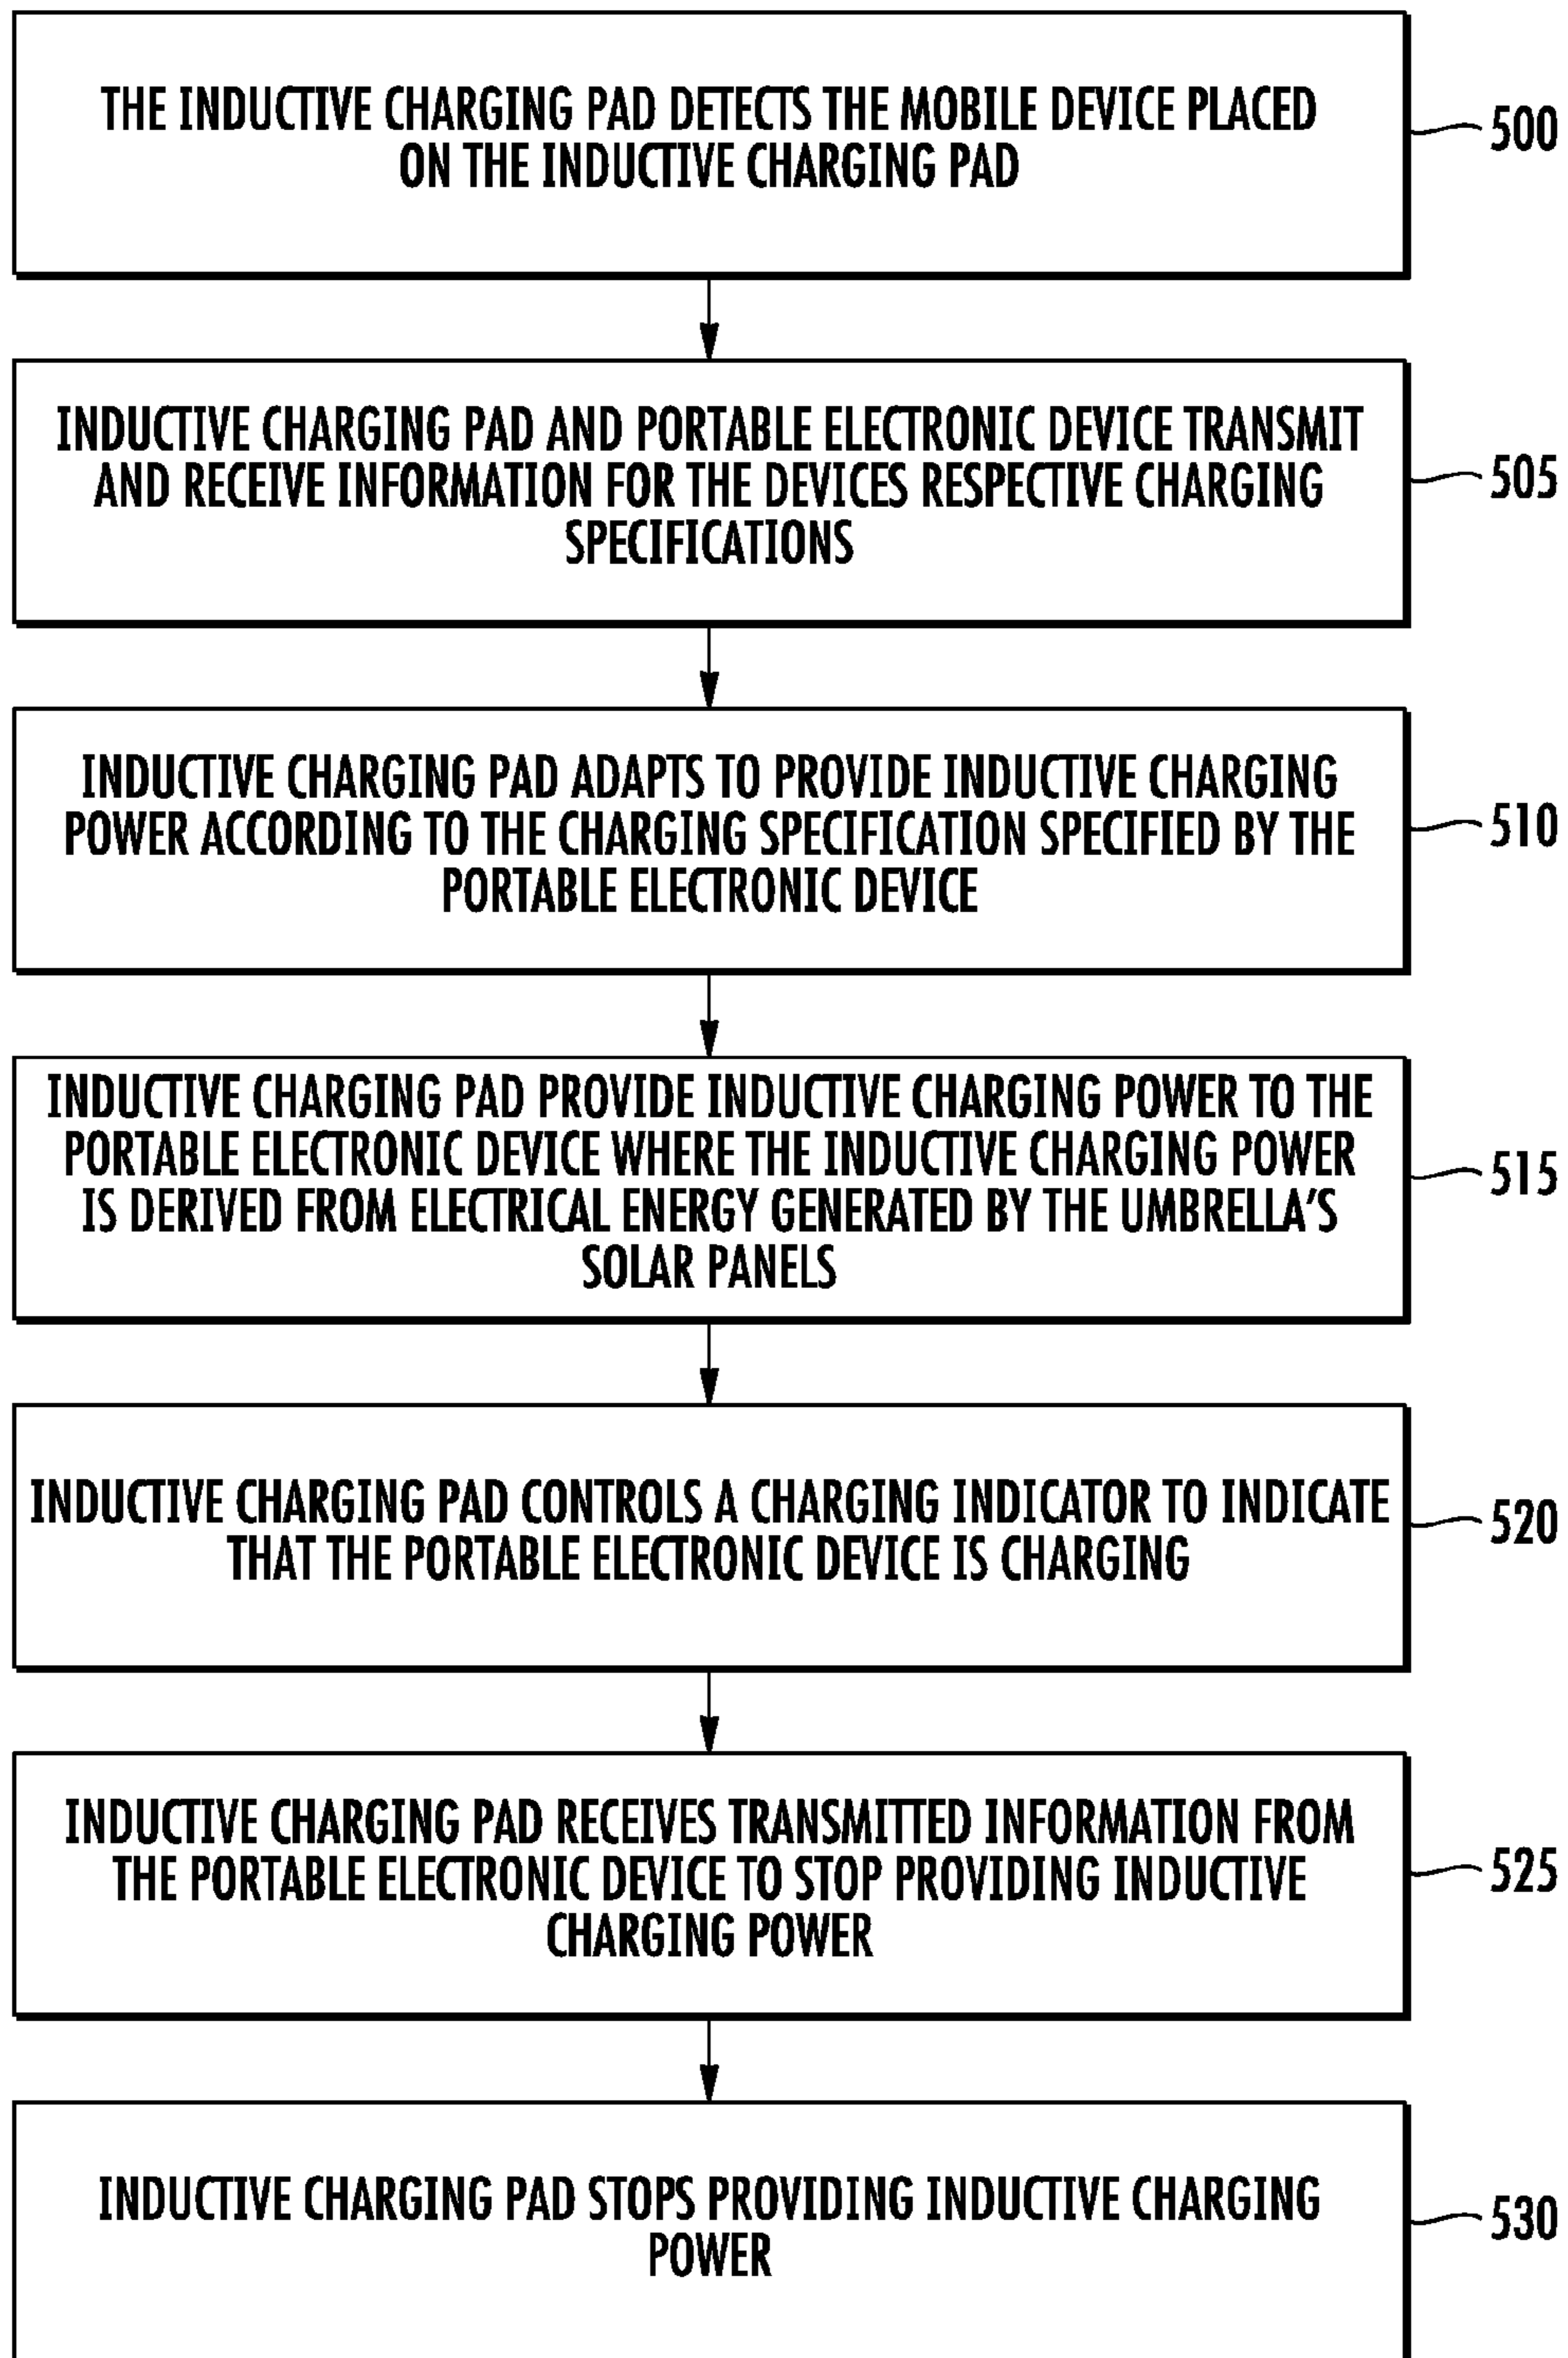 THE INDUCTIVE CHARGING PAD DETECTS THE MOBILE DEVICE PLACED
ON THE INDUCTIVE CHARGING PAD
500
INDUCTIVE CHARGING PAD AND PORTABLE ELECTRONIC DEVICE TRANSMIT
AND RECEIVE INFORMATION FOR THE DEVICES RESPECTIVE CHARGING
SPECIFICATIONS
505
INDUCTIVE CHARGING PAD ADAPTS TO PROVIDE INDUCTIVE CHARGING
POWER ACCORDING TO THE CHARGING SPECIFICATION SPECIFIED BY THE
PORTABLE ELECTRONIC DEVICE
510
INDUCTIVE CHARGING PAD PROVIDE INDUCTIVE CHARGING POWER TO THE
PORTABLE ELECTRONIC DEVICE WHERE THE INDUCTIVE CHARGING POWER
IS DERIVED FROM ELECTRICAL ENERGY GENERATED BY THE UMBRELLA'S
SOLAR PANELS
515
INDUCTIVE CHARGING PAD CONTROLS A CHARGING INDICATOR TO INDICATE
THAT THE PORTABLE ELECTRONIC DEVICE IS CHARGING
520
INDUCTIVE CHARGING PAD RECEIVES TRANSMITTED INFORMATION FROM
THE PORTABLE ELECTRONIC DEVICE TO STOP PROVIDING INDUCTIVE
CHARGING POWER
525
INDUCTIVE CHARGING PAD STOPS PROVIDING INDUCTIVE CHARGING
POWER
530